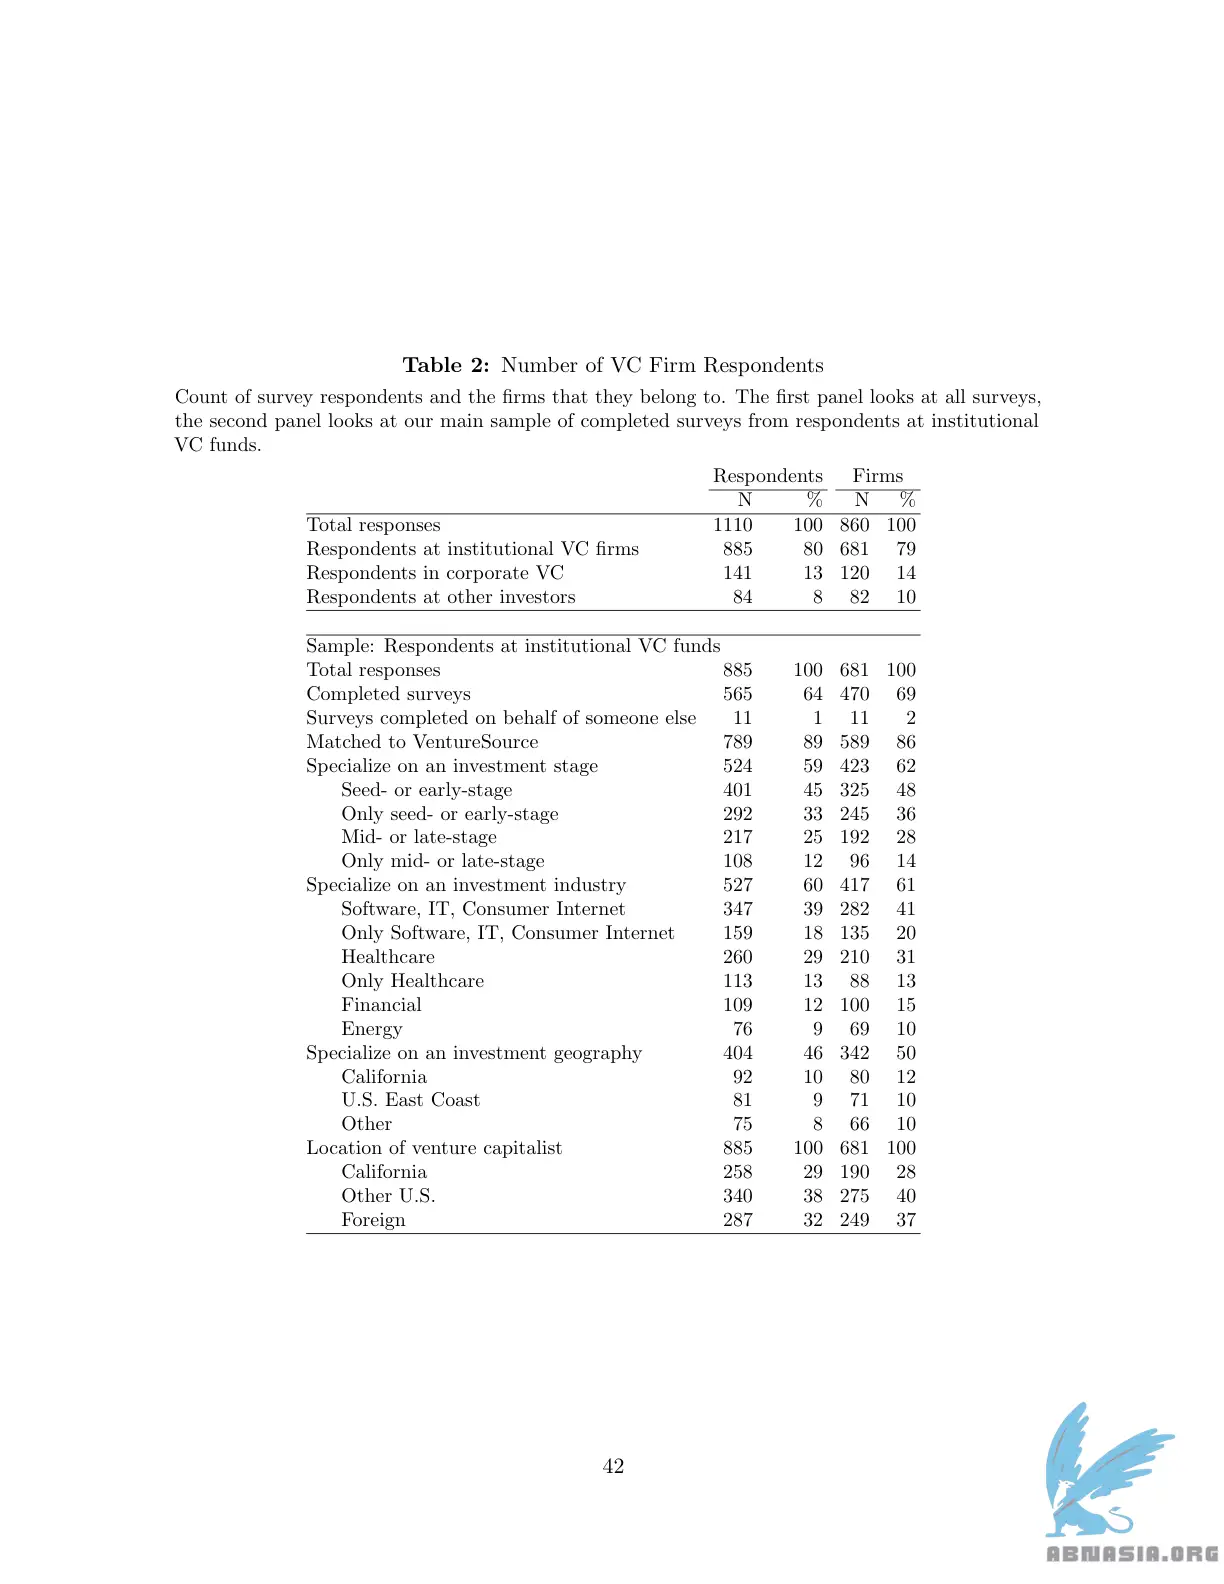 Table 2: Number of VC Firm Respondents
Count of survey respondents and the firms that they belong to. The first panel looks at all surveys,
the second panel looks at our main sample of completed surveys from respondents at institutional
VC funds.
Respondents Firms
N % N %
Total responses 1110 100 860 100
Respondents at institutional VC firms 885 80 681 79
Respondents in corporate VC 141 13 120 14
Respondents at other investors 84 8 82 10
Sample: Respondents at institutional VC funds
Total responses 885 100 681 100
Completed surveys 565 64 470 69
Surveys completed on behalf of someone else 11 1 11 2
Matched to VentureSource 789 89 589 86
Specialize on an investment stage 524 59 423 62
Seed- or early-stage 401 45 325 48
Only seed- or early-stage 292 33 245 36
Mid- or late-stage 217 25 192 28
Only mid- or late-stage 108 12 96 14
Specialize on an investment industry 527 60 417 61
Software, IT, Consumer Internet 347 39 282 41
Only Software, IT, Consumer Internet 159 18 135 20
Healthcare 260 29 210 31
Only Healthcare 113 13 88 13
Financial 109 12 100 15
Energy 76 9 69 10
Specialize on an investment geography 404 46 342 50
California 92 10 80 12
U.S. East Coast 81 9 71 10
Other 75 8 66 10
Location of venture capitalist 885 100 681 100
California 258 29 190 28
Other U.S. 340 38 275 40
Foreign 287 32 249 37
42
ABNASIA.ORG